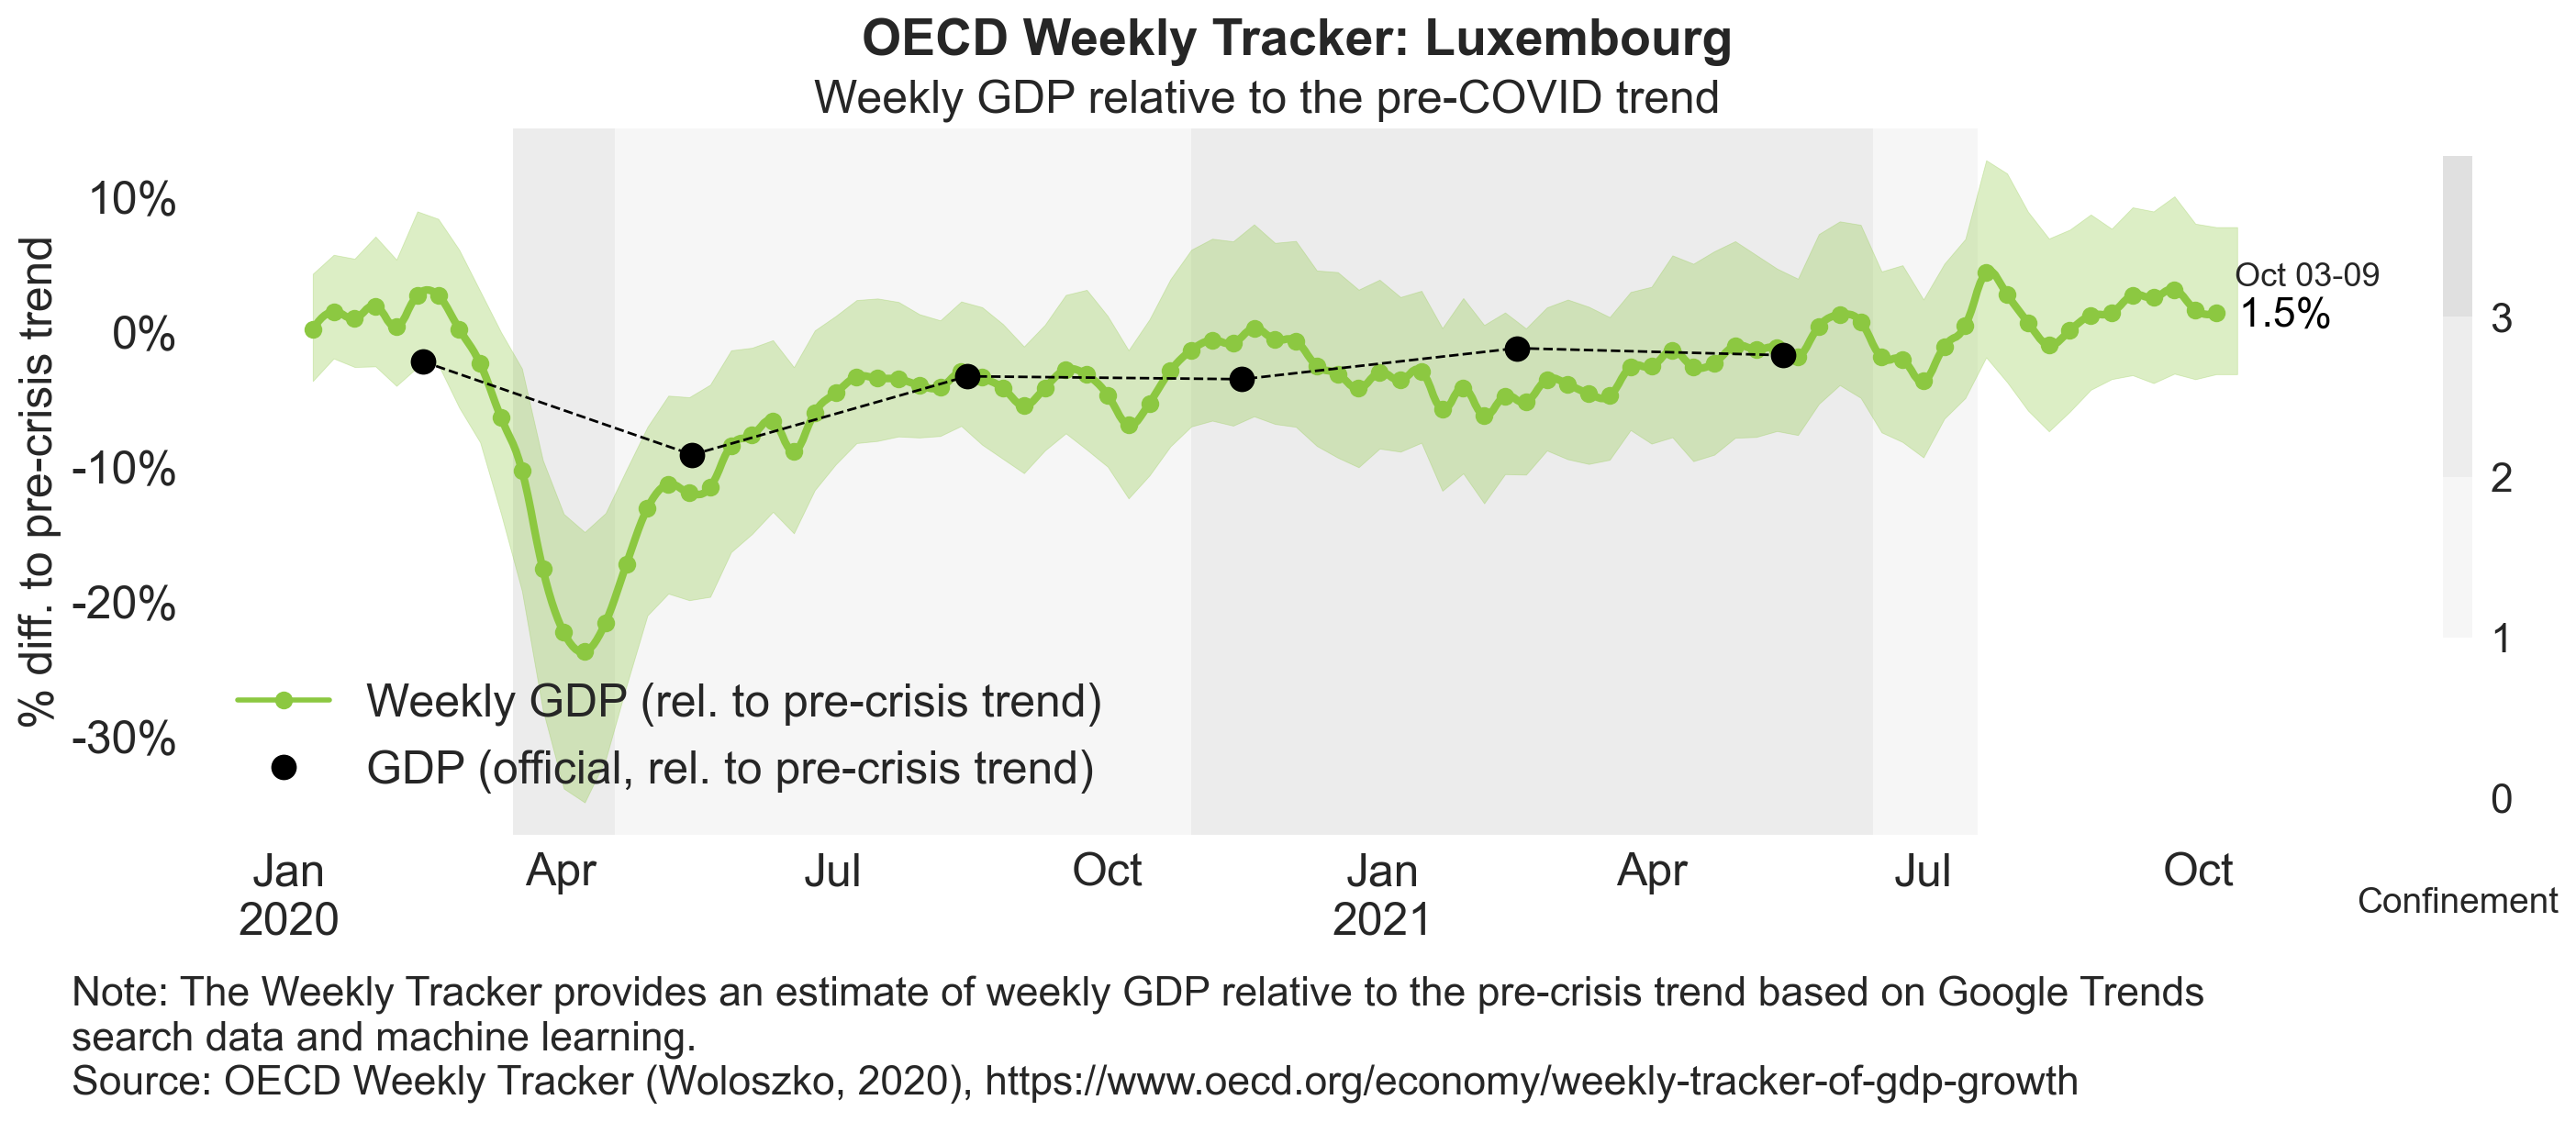 OECD Weekly Tracker: Luxembourg
Weekly GDP relative to the pre-COVID trend
% diff. to pre-crisis trend
10%
0%
-10%
-20%
-30%
Oct 03-09
1.5%
Weekly GDP (rel. to pre-crisis trend)
GDP (official, rel. to pre-crisis trend)
Jan
2020
Apr
Jul
Oct
Jan
2021
Apr
Jul
Oct
3
2
1
0
Confinement
Note: The Weekly Tracker provides an estimate of weekly GDP relative to the pre-crisis trend based on Google Trends
search data and machine learning.
Source: OECD Weekly Tracker (Woloszko, 2020), https://www.oecd.org/economy/weekly-tracker-of-gdp-growth